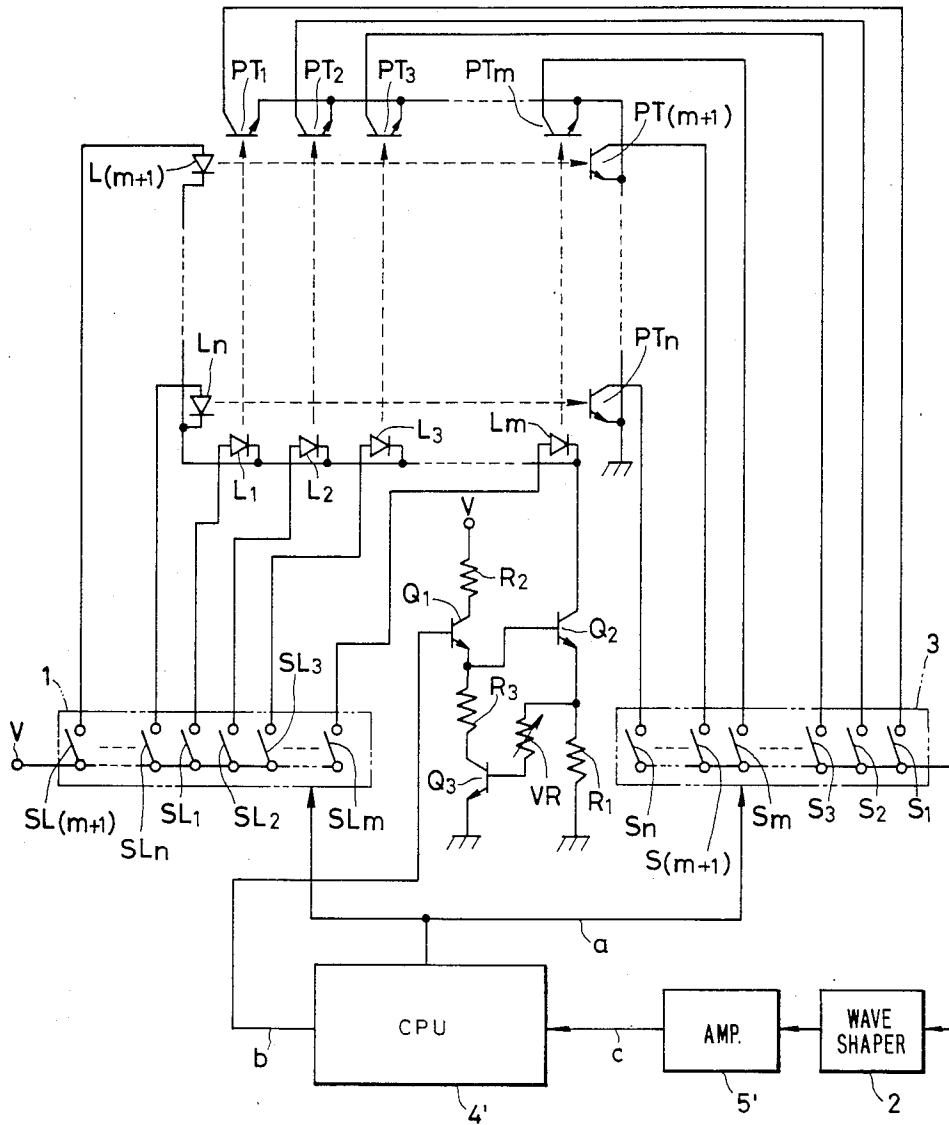 PT1 PT2 PT3 PTm
PT(m+1)
L(m+1)
Ln
PTn
L3
Lm
L1 L2
V
R2
Q1
Q2
SL3
1
3
R3
V
Q3
VR
R1
SL(m+1)
SLn
SL1
SL2
SLm
Sn
S(m+1)
Sm
S3
S2
S1
a
CPU
AMP.
WAVE
SHAPER
b
c
4'
5'
2